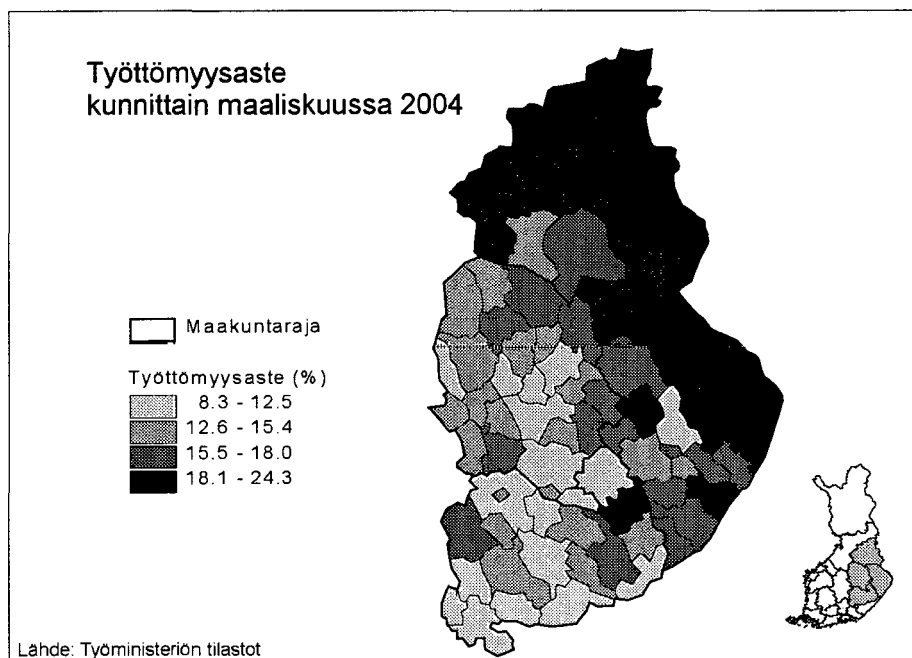 Työttömyysaste
kunnittain maaliskuussa 2004
Maakuntaraja
Työttömyysaste (%)
8.3 - 12.5
12.6 - 15.4
15.5 - 18.0
18.1 - 24.3
Lähde: Työministeriön tilastot